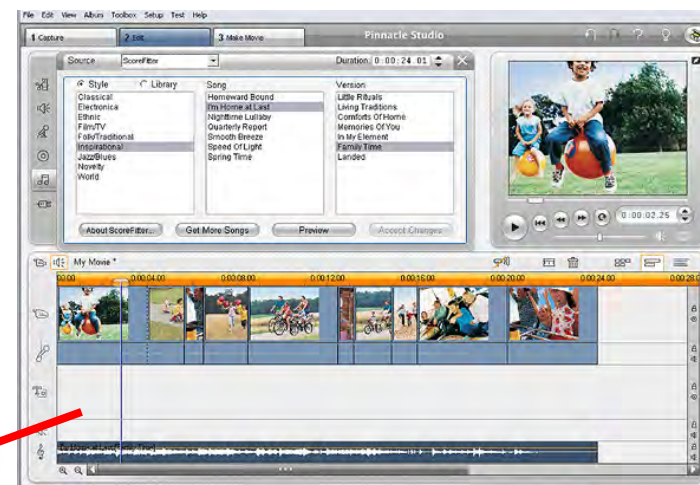 File Edit View Album Toolbox Setup Test Help
1 Capture 2 Edit 3 Make Movie Pinnacle Studio
Source ScoreFitter Duration 0:00:24.01
Style Library Song Version
Classical Homeward Bound Little Rituals
Electronica I'm Home at Last Living Traditions
Ethnic Nighttime Lullaby Comforts Of Home
Film/TV Quarterly Report Memories Of You
Folk/Traditional Smooth Breeze In My Element
Inspirational Speed Of Light Family Time
Jazz/Blues Spring Time Landed
Novelty
World
About ScoreFitter... Get More Songs Preview Accept Changes
0:00:02.25
My Movie *
0:00:04.00 0:00:08.00 0:00:12.00 0:00:16.00 0:00:20.00 0:00:24.00
[I'm Home at Last (Family Time)]